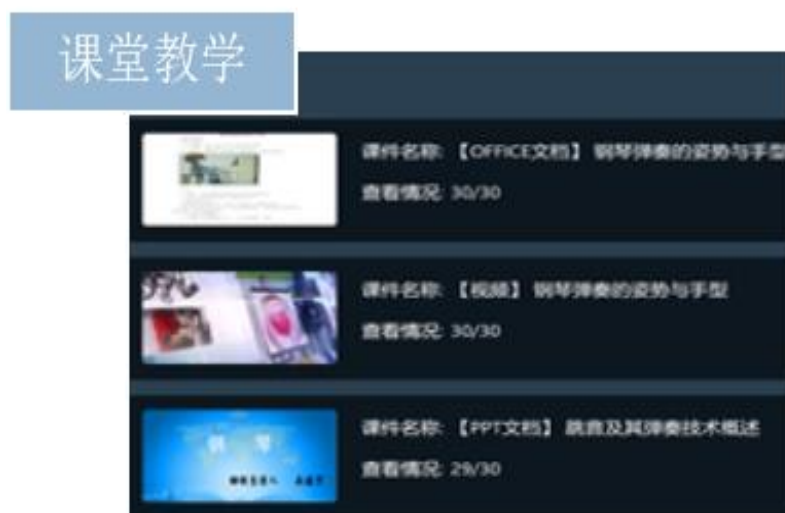 课堂教学
课件名称: 【OFFICE文档】 钢琴弹奏的姿势与手型
查看情况: 30/30
课件名称: 【视频】 钢琴弹奏的姿势与手型
查看情况: 30/30
课件名称: 【PPT文档】 跳音及其弹奏技术概述
查看情况: 29/30
钢 琴